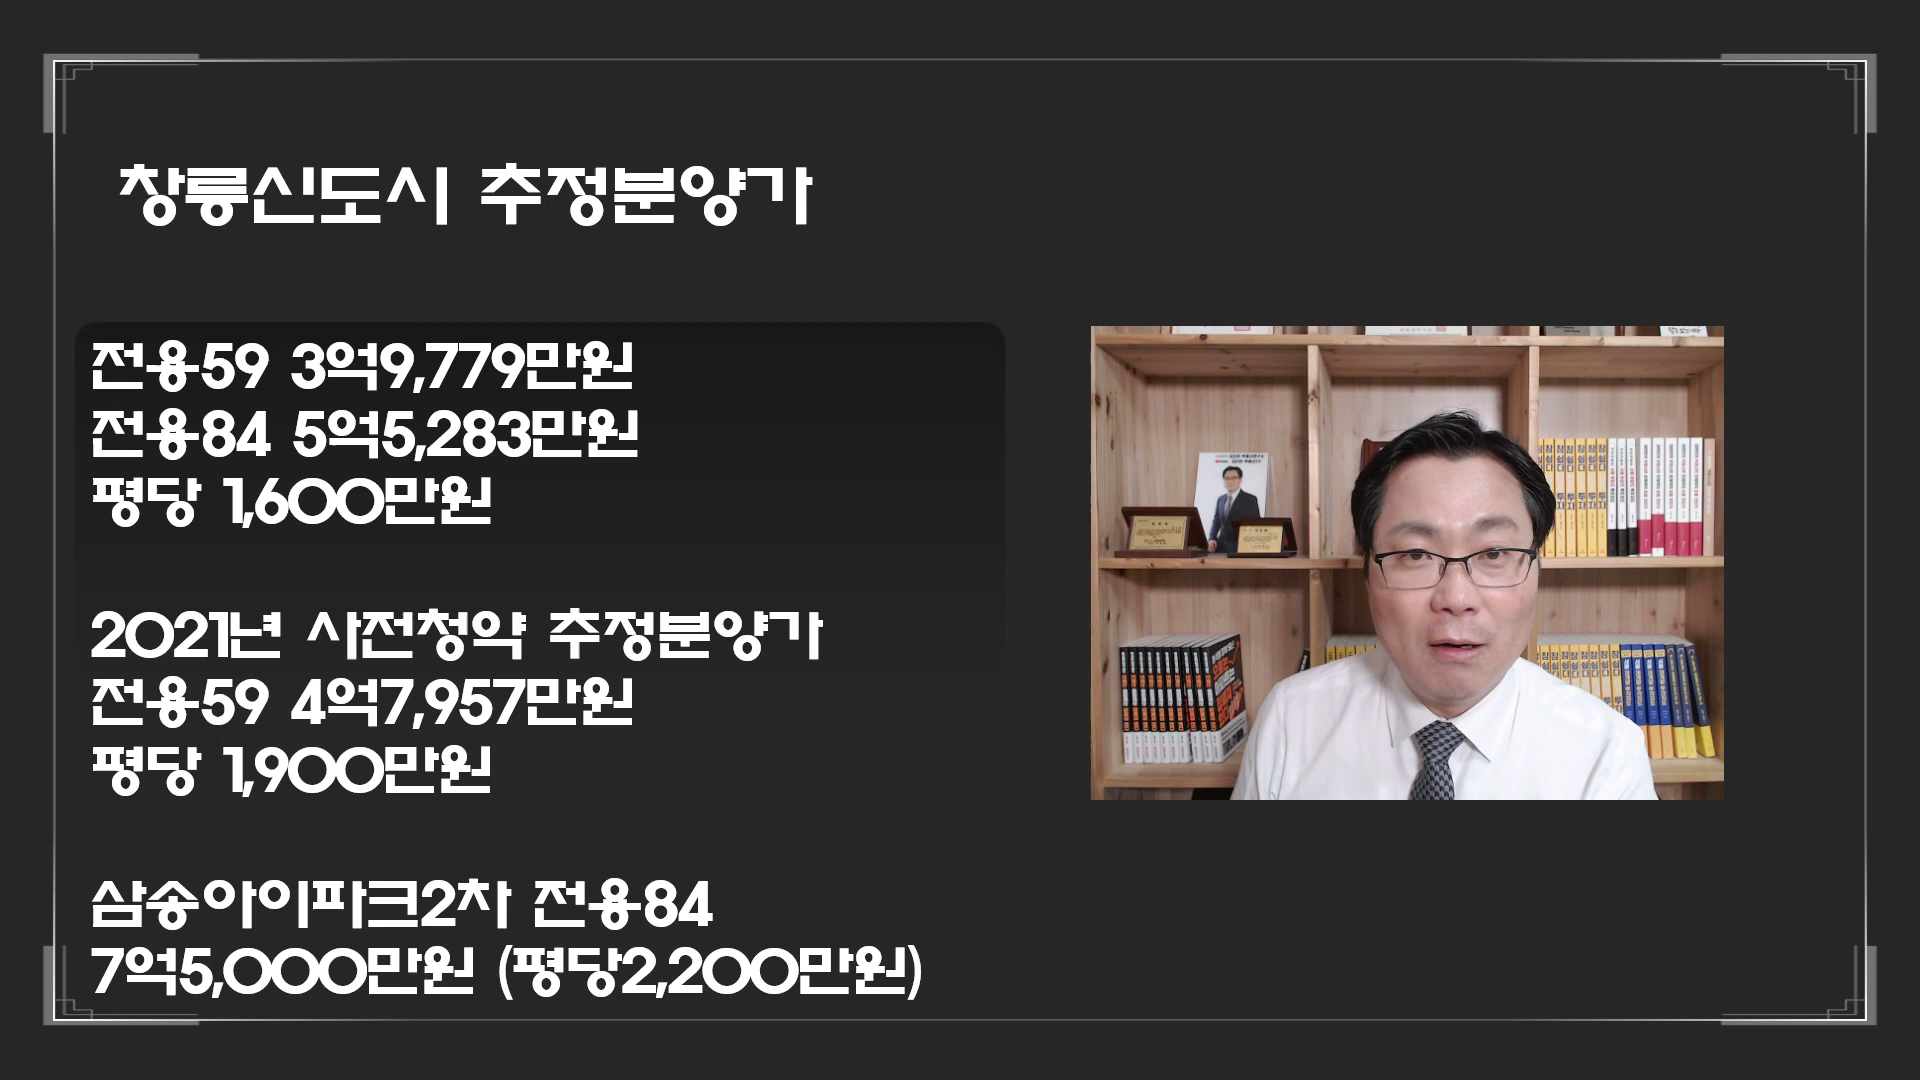 창릉신도시 추정분양가
전용59 3억9,779만원
전용84 5억5,283만원
평당 1,600만원
2021년 사전청약 추정분양가
전용59 4억7,957만원
평당 1,900만원
삼송아이파크2차 전용84
7억5,000만원 (평당2,200만원)